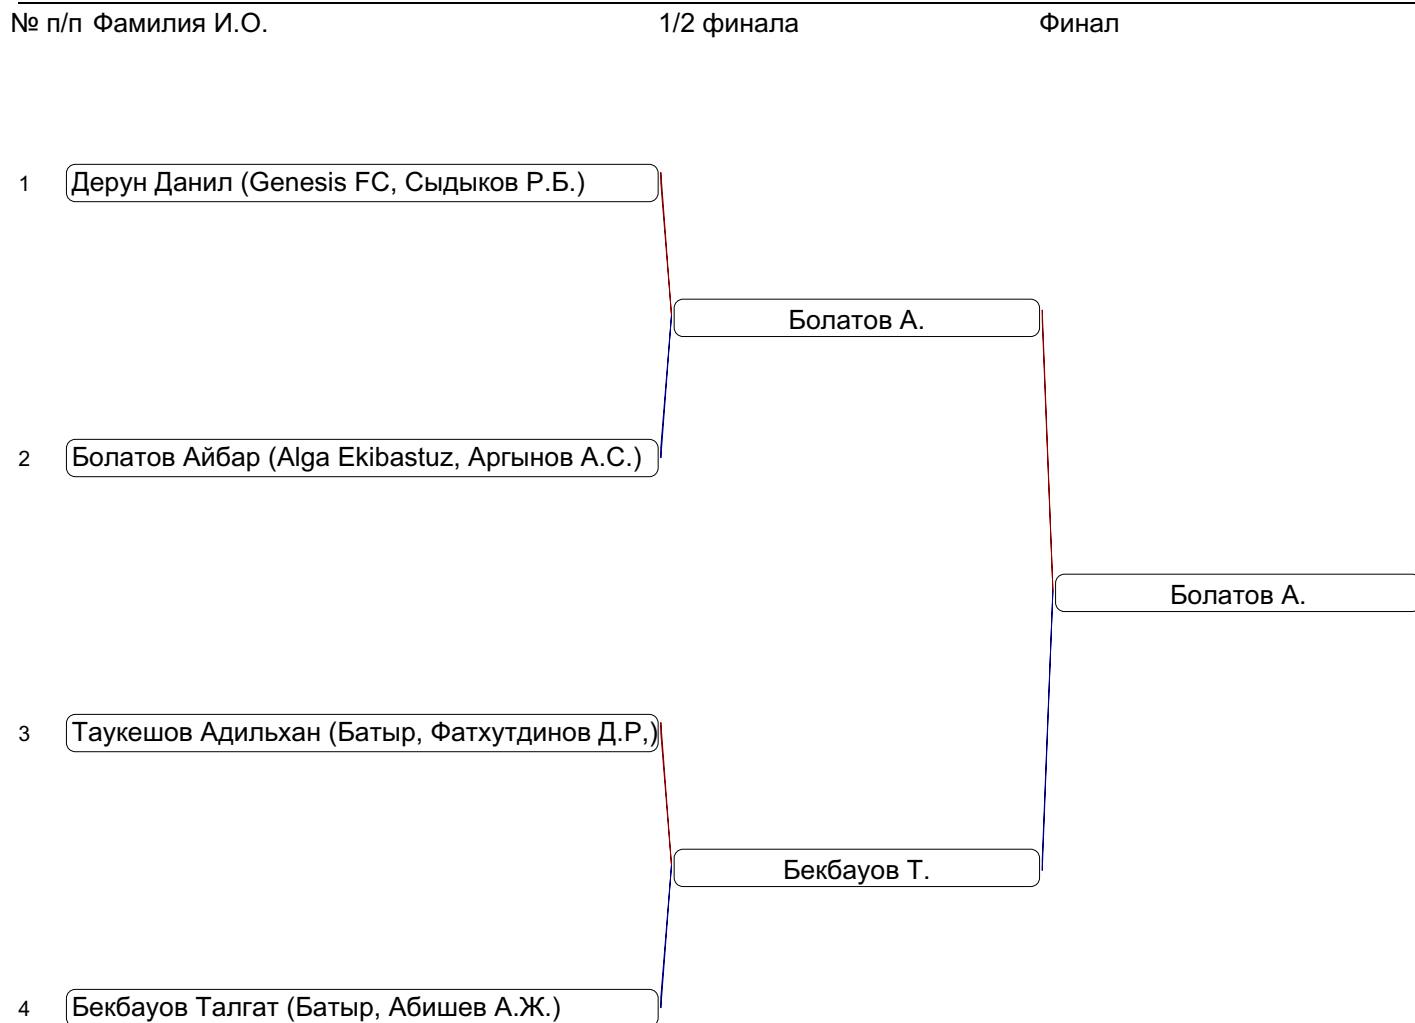 № п/п Фамилия И.О. 1/2 финала Финал
1 Дерун Данил (Genesis FC, Сыдыков Р.Б.)
Болатов А.
2 Болатов Айбар (Alga Ekibastuz, Аргынов А.С.)
Болатов А.
3 Таукешов Адильхан (Батыр, Фатхутдинов Д.Р,)
Бекбауов Т.
4 Бекбауов Талгат (Батыр, Абишев А.Ж.)